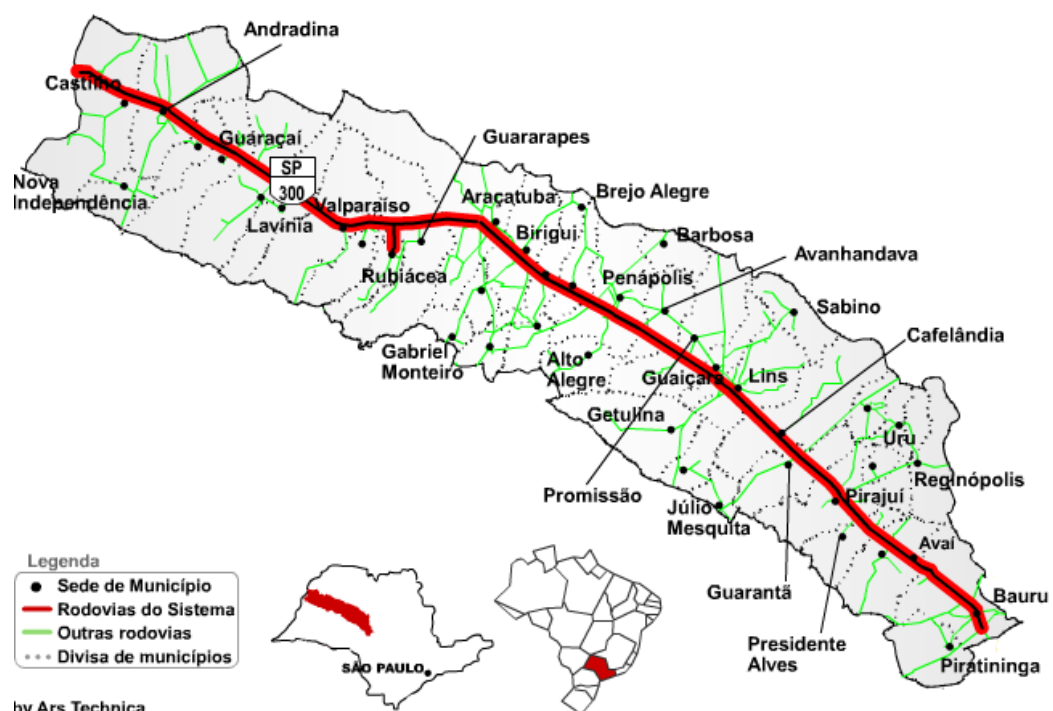 Andradina
Castilho
Guaraçaí
Guararapes
SP
300
Nova
Independência
Araçatuba
Brejo Alegre
Valparaíso
Lavínia
Birigui
Barbosa
Avanhandava
Rubiácea
Penápolis
Sabino
Cafelândia
Gabriel
Monteiro
Alto
Alegre
Guaiçara
Lins
Getulina
Uru
Reginópolis
Promissão
Pirajuí
Júlio
Mesquita
Avaí
Guarantã
Bauru
Presidente
Alves
Piratininga
Legenda
Sede de Município
Rodovias do Sistema
Outras rodovias
Divisa de municípios
SÃO PAULO
by Ars Technica